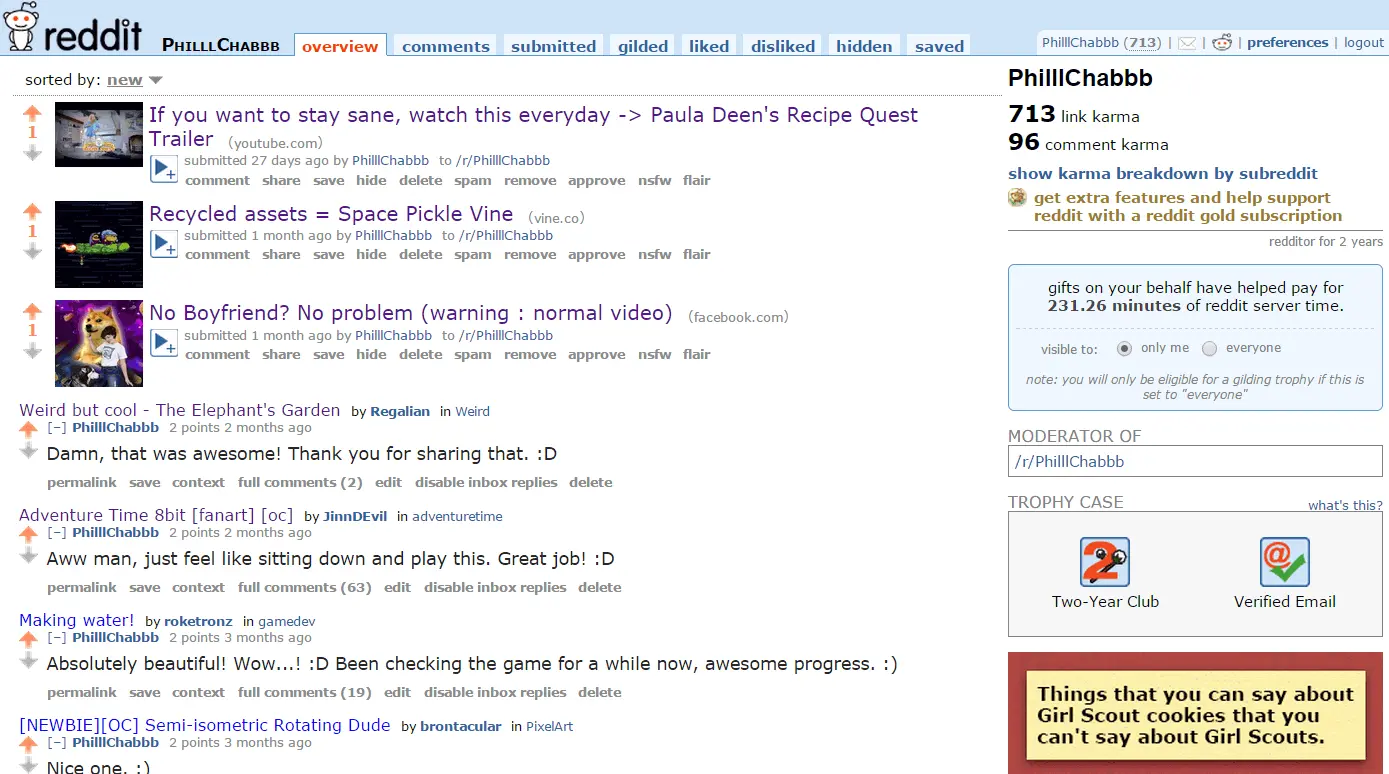 reddit PHILLLCHABBB overview comments submitted gilded liked disliked hidden saved
PhilllChabbb (713) | | | preferences | logout
sorted by: new
1
If you want to stay sane, watch this everyday -> Paula Deen's Recipe Quest
Trailer (youtube.com)
submitted 27 days ago by PhilllChabbb to /r/PhilllChabbb
comment share save hide delete spam remove approve nsfw flair
1
Recycled assets = Space Pickle Vine (vine.co)
submitted 1 month ago by PhilllChabbb to /r/PhilllChabbb
comment share save hide delete spam remove approve nsfw flair
1
No Boyfriend? No problem (warning : normal video) (facebook.com)
submitted 1 month ago by PhilllChabbb to /r/PhilllChabbb
comment share save hide delete spam remove approve nsfw flair
Weird but cool - The Elephant's Garden by Regalian in Weird
[–] PhilllChabbb 2 points 2 months ago
Damn, that was awesome! Thank you for sharing that. :D
permalink save context full comments (2) edit disable inbox replies delete
Adventure Time 8bit [fanart] [oc] by JinnDEvil in adventuretime
[–] PhilllChabbb 2 points 2 months ago
Aww man, just feel like sitting down and play this. Great job! :D
permalink save context full comments (63) edit disable inbox replies delete
Making water! by roketronz in gamedev
[–] PhilllChabbb 2 points 3 months ago
Absolutely beautiful! Wow...! :D Been checking the game for a while now, awesome progress. :)
permalink save context full comments (19) edit disable inbox replies delete
[NEWBIE][OC] Semi-isometric Rotating Dude by brontacular in PixelArt
[–] PhilllChabbb 2 points 3 months ago
Nice one. :)
PhilllChabbb
713 link karma
96 comment karma
show karma breakdown by subreddit
get extra features and help support
reddit with a reddit gold subscription
redditor for 2 years
gifts on your behalf have helped pay for
231.26 minutes of reddit server time.
visible to: only me everyone
note: you will only be eligible for a gilding trophy if this is
set to "everyone"
MODERATOR OF
/r/PhilllChabbb
TROPHY CASE what's this?
2 @
Two-Year Club Verified Email
Things that you can say about
Girl Scout cookies that you
can't say about Girl Scouts.